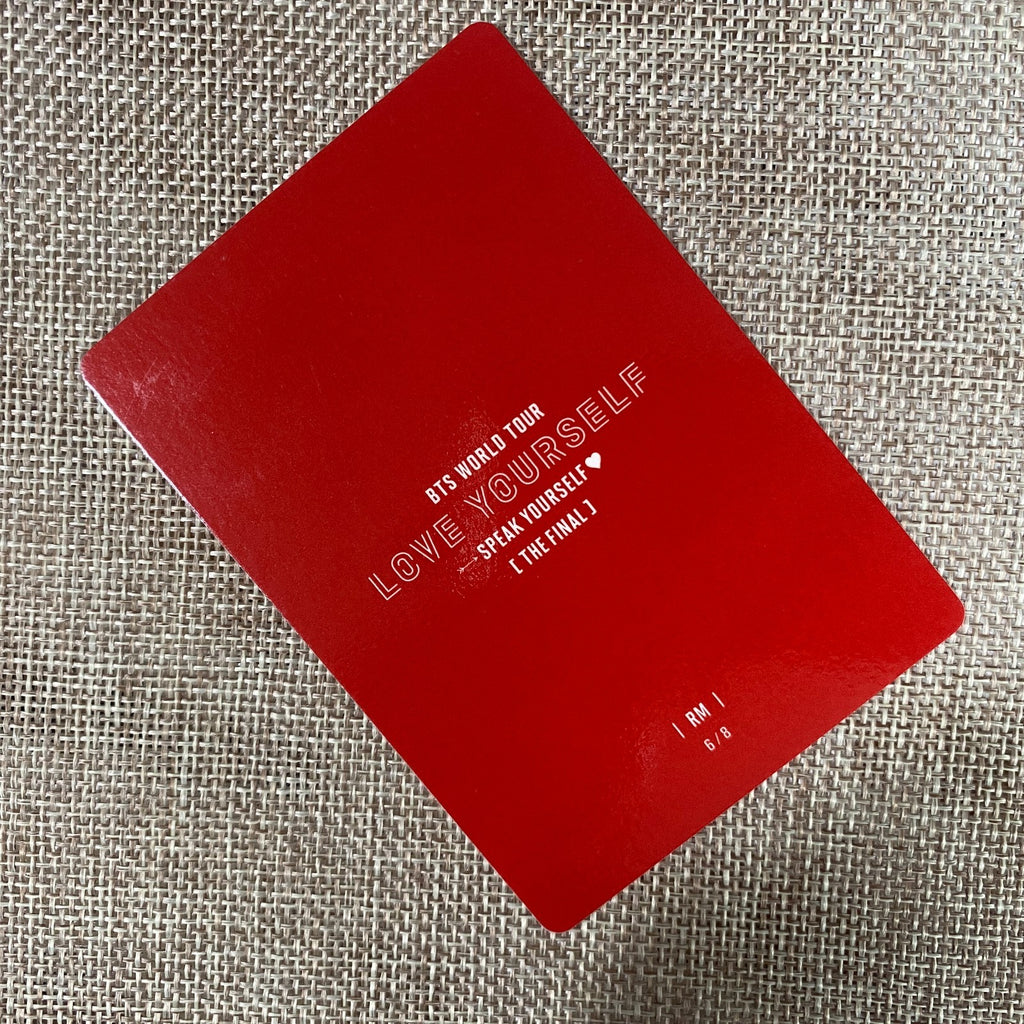 BTS WORLD TOUR
LOVE YOURSELF
SPEAK YOURSELF
[ THE FINAL ]
| RM |
6/8